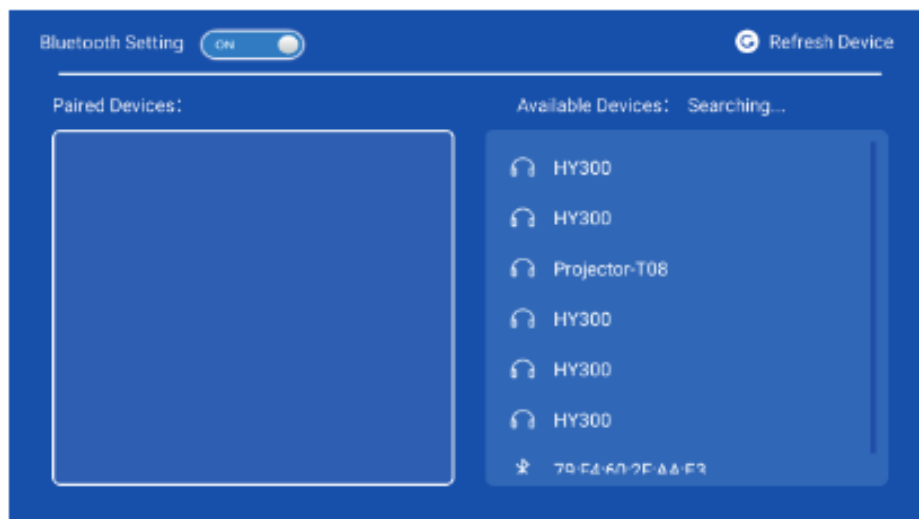 Bluetooth Setting ON
Refresh Device
Paired Devices:
Available Devices: Searching...
HY300
HY300
Projector-T08
HY300
HY300
HY300